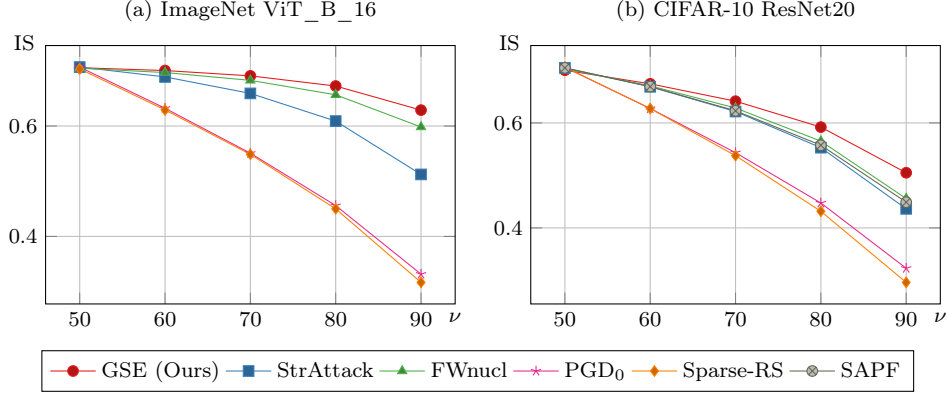 (a) ImageNet ViT_B_16
IS
0.6
0.4
50 60 70 80 90 ν
(b) CIFAR-10 ResNet20
IS
0.6
0.4
50 60 70 80 90 ν
GSE (Ours) StrAttack FWnucl PGD₀ Sparse-RS SAPF